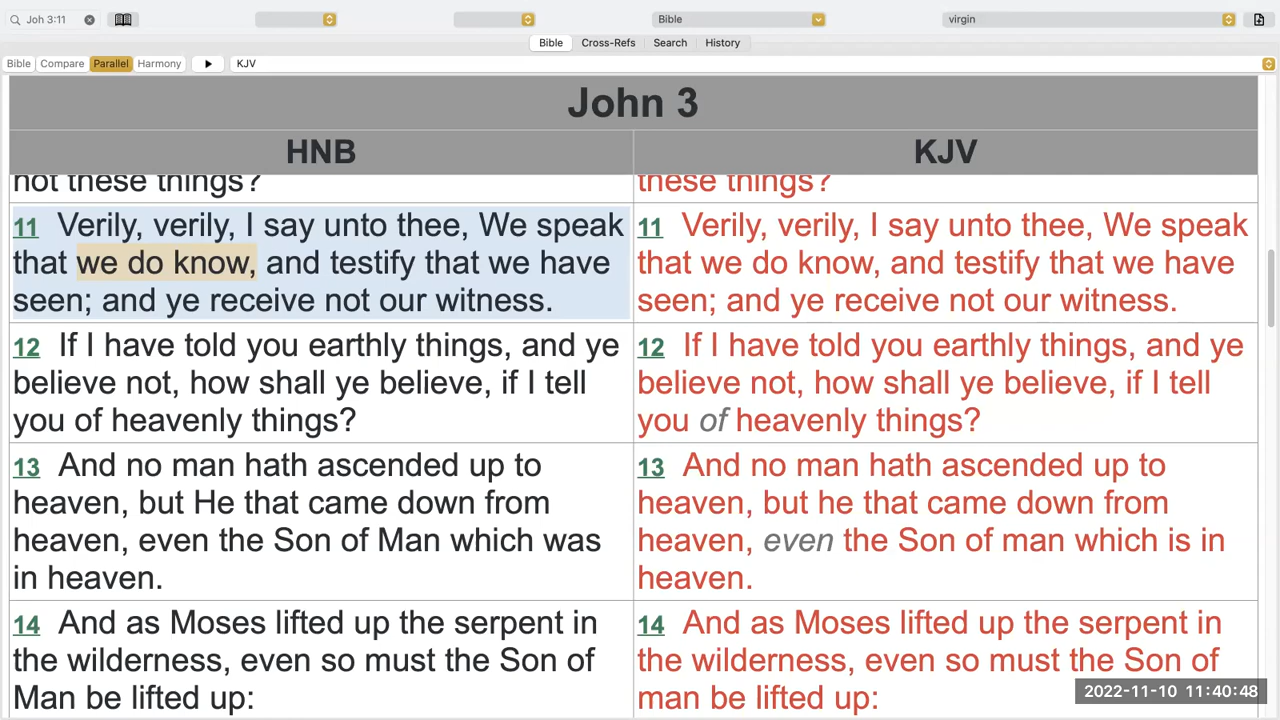 Joh 3:11
Bible
virgin
Bible Cross-Refs Search History
Bible Compare Parallel Harmony
KJV
John 3
HNB
KJV
not these things?
11 Verily, verily, I say unto thee, We speak
that we do know, and testify that we have
seen; and ye receive not our witness.
12 If I have told you earthly things, and ye
believe not, how shall ye believe, if I tell
you of heavenly things?
13 And no man hath ascended up to
heaven, but He that came down from
heaven, even the Son of Man which was
in heaven.
14 And as Moses lifted up the serpent in
the wilderness, even so must the Son of
Man be lifted up:
these things?
11 Verily, verily, I say unto thee, We speak
that we do know, and testify that we have
seen; and ye receive not our witness.
12 If I have told you earthly things, and ye
believe not, how shall ye believe, if I tell
you of heavenly things?
13 And no man hath ascended up to
heaven, but he that came down from
heaven, even the Son of man which is in
heaven.
14 And as Moses lifted up the serpent in
the wilderness, even so must the Son of
man be lifted up:
2022-11-10 11:40:48